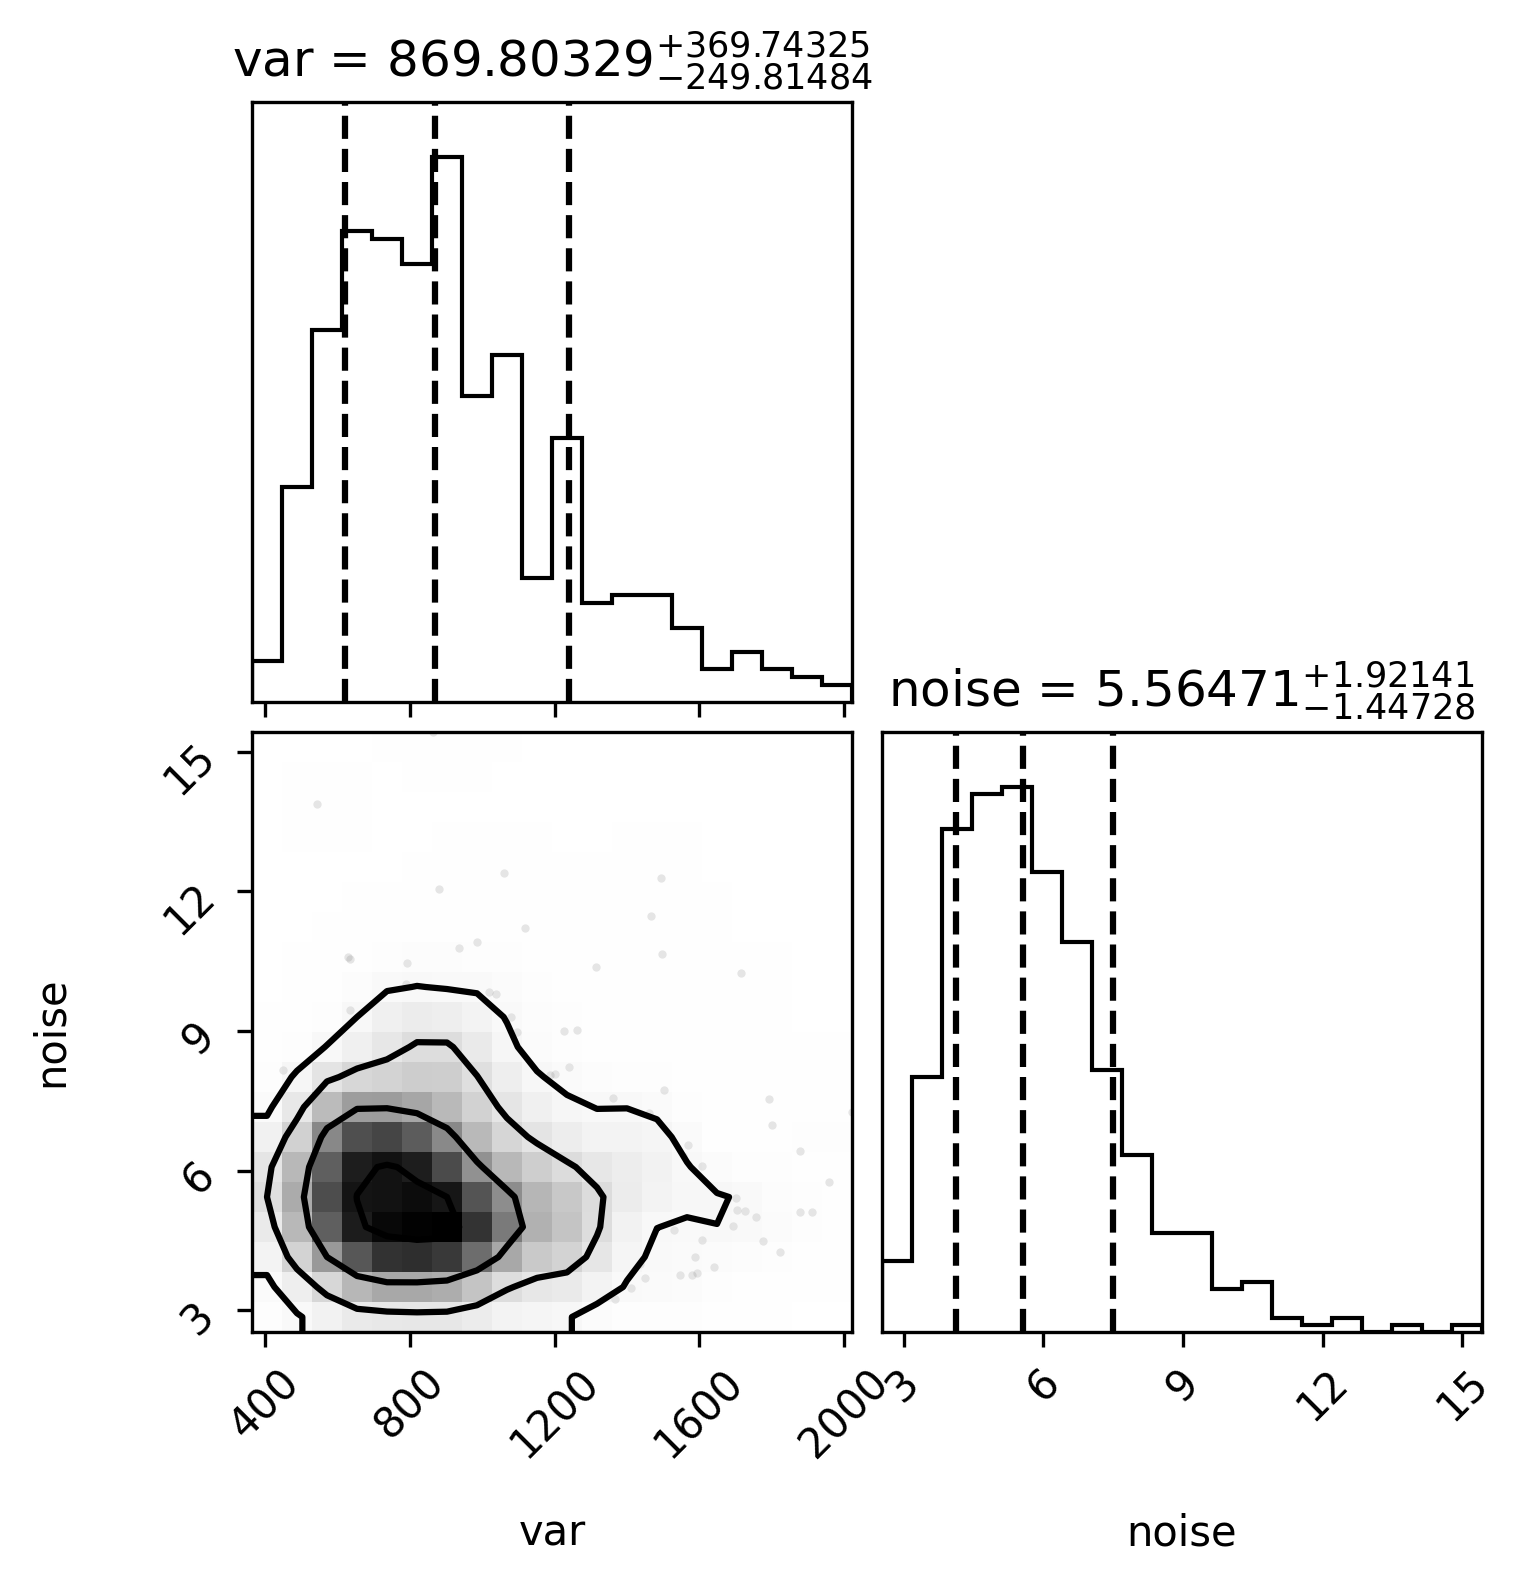 var = 869.80329 +369.74325 −249.81484
noise = 5.56471 +1.92141 −1.44728
15
12
9
6
3
noise
400 800 1200 1600 2000
3 6 9 12 15
var
noise